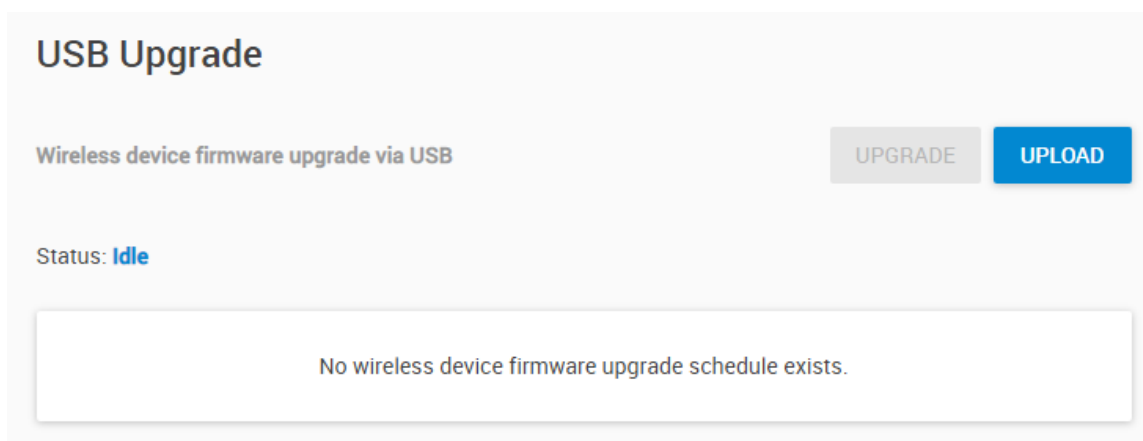 USB Upgrade
Wireless device firmware upgrade via USB
UPGRADE
UPLOAD
Status: Idle
No wireless device firmware upgrade schedule exists.